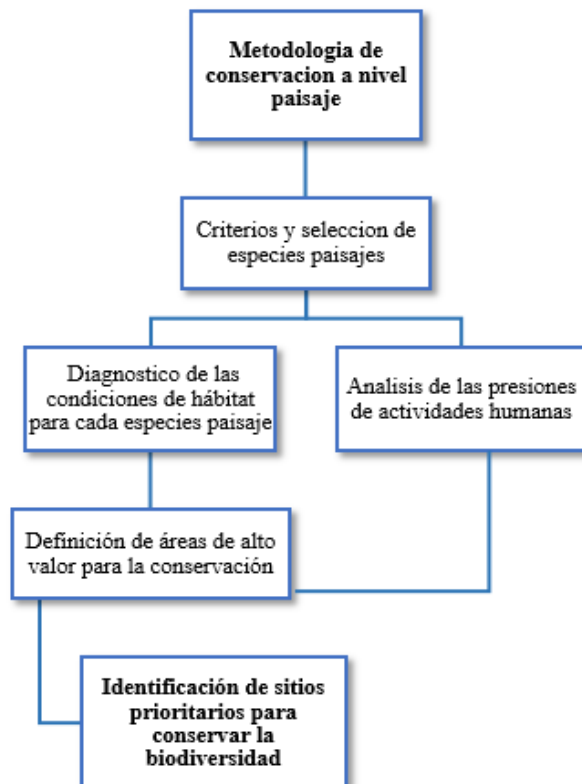 Metodologia de
conservacion a nivel
paisaje
Criterios y seleccion de
especies paisajes
Diagnostico de las
condiciones de hábitat
para cada especies paisaje
Analisis de las presiones
de actividades humanas
Definición de áreas de alto
valor para la conservación
Identificación de sitios
prioritarios para
conservar la
biodiversidad